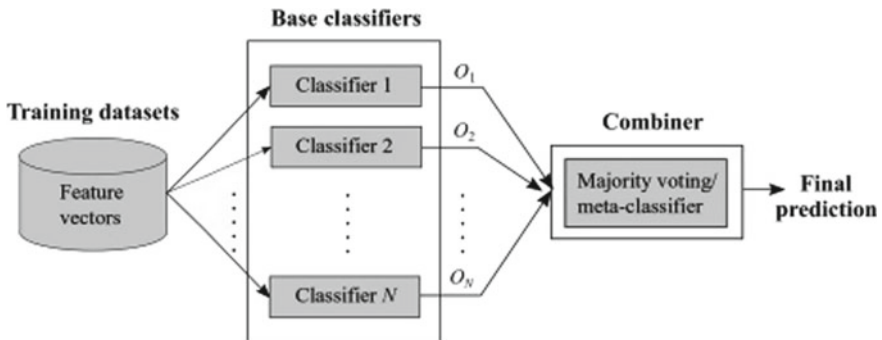 Base classifiers
Training datasets
Feature
vectors
Classifier 1
Classifier 2
Classifier N
O₁
O₂
O_N
Combiner
Majority voting/
meta-classifier
Final
prediction